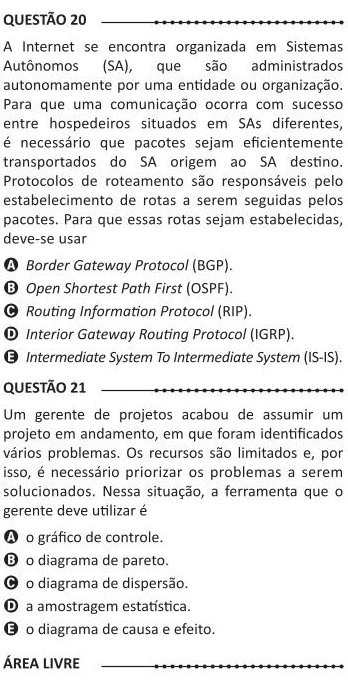 QUESTÃO 20
A Internet se encontra organizada em Sistemas
Autônomos (SA), que são administrados
autonomamente por uma entidade ou organização.
Para que uma comunicação ocorra com sucesso
entre hospedeiros situados em SAs diferentes,
é necessário que pacotes sejam eficientemente
transportados do SA origem ao SA destino.
Protocolos de roteamento são responsáveis pelo
estabelecimento de rotas a serem seguidas pelos
pacotes. Para que essas rotas sejam estabelecidas,
deve-se usar
A Border Gateway Protocol (BGP).
B Open Shortest Path First (OSPF).
C Routing Information Protocol (RIP).
D Interior Gateway Routing Protocol (IGRP).
E Intermediate System To Intermediate System (IS-IS).
QUESTÃO 21
Um gerente de projetos acabou de assumir um
projeto em andamento, em que foram identificados
vários problemas. Os recursos são limitados e, por
isso, é necessário priorizar os problemas a serem
solucionados. Nessa situação, a ferramenta que o
gerente deve utilizar é
A o gráfico de controle.
B o diagrama de pareto.
C o diagrama de dispersão.
D a amostragem estatística.
E o diagrama de causa e efeito.
ÁREA LIVRE